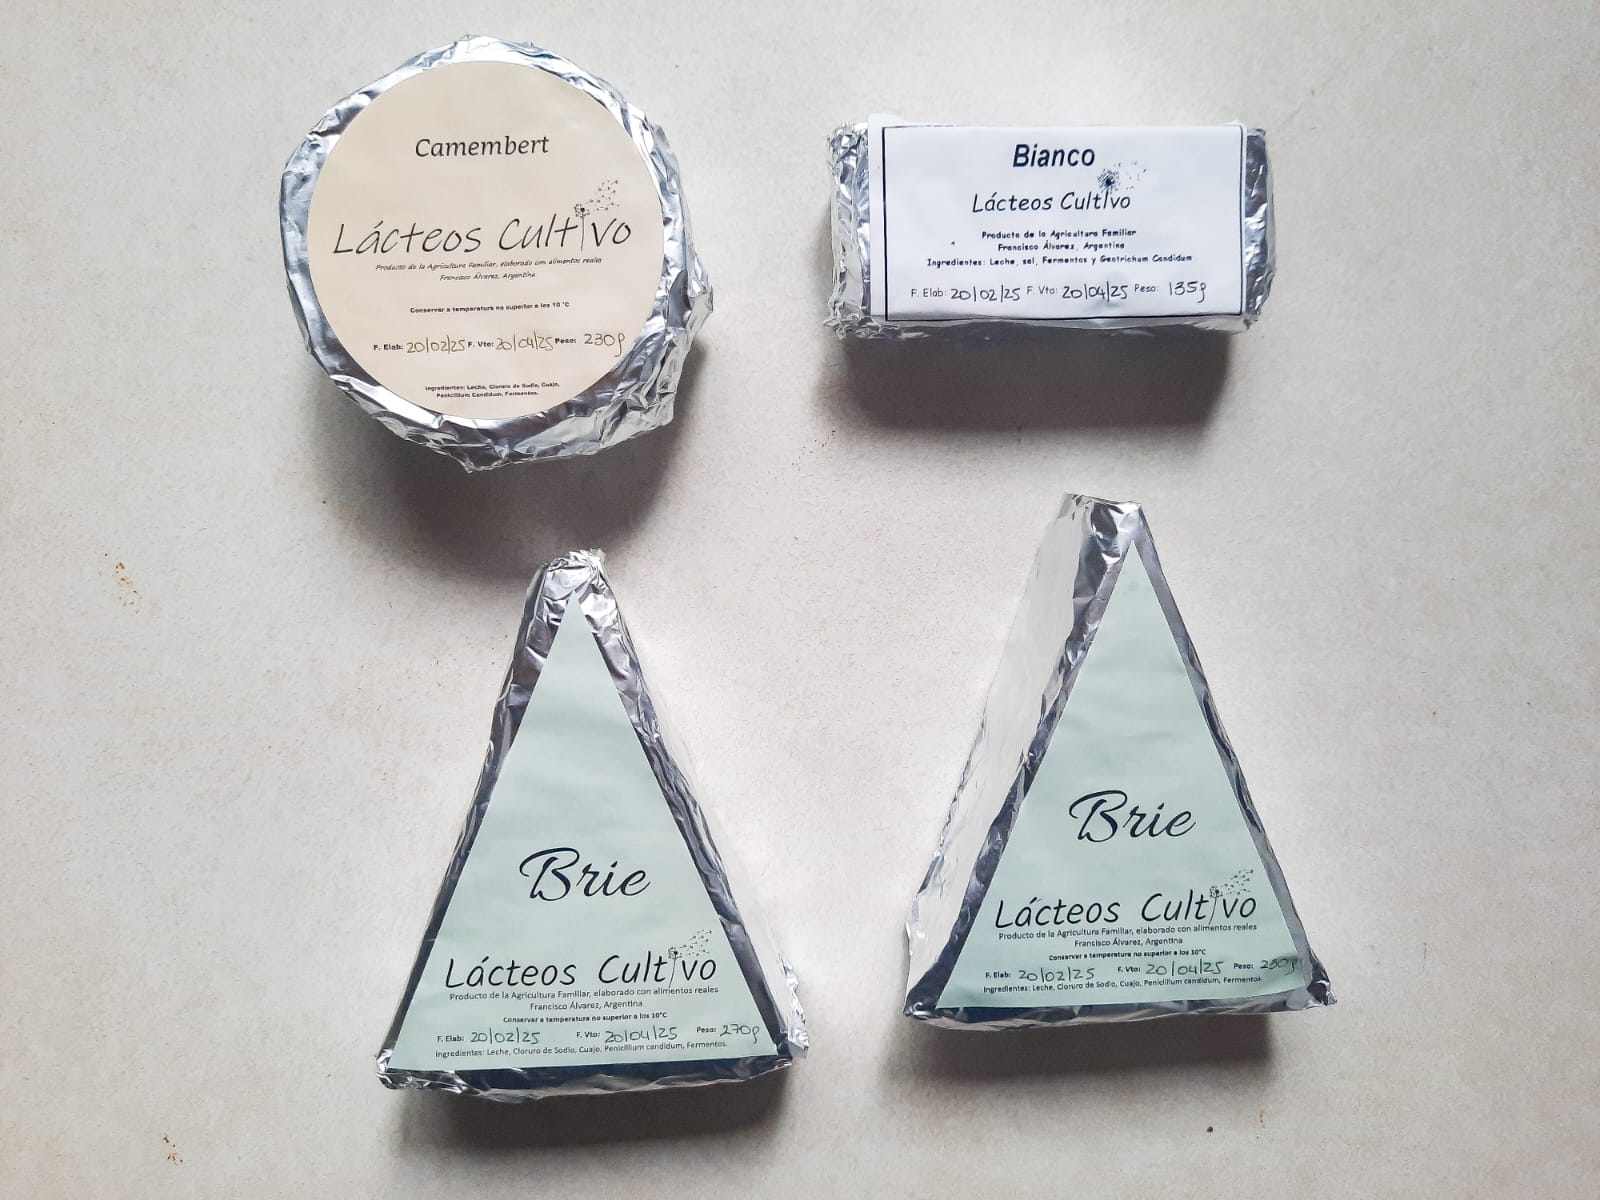 Camembert
Lácteos Cultivo
Producto de la Agricultura Familiar, elaborado con alimentos reales
Francisco Álvarez, Argentina
Conservar a temperatura no superior a los 10 °C
F. Elab: 20/02/25 F. Vto: 20/04/25 Peso: 230g
Ingredientes: Leche, Cloruro de Sodio, Cuajo,
Penicillium Candidum, Fermentos.
Bianco
Lácteos Cultivo
Producto de la Agricultura Familiar
Francisco Álvarez, Argentina
Ingredientes: Leche, sal, Fermentos y Geotrichum Candidum
F. Elab: 20/02/25 F. Vto: 20/04/25 Peso: 135g
Brie
Lácteos Cultivo
Producto de la Agricultura Familiar, elaborado con alimentos reales
Francisco Álvarez, Argentina
Conservar a temperatura no superior a los 10°C
F. Elab: 20/02/25 F. Vto: 20/04/25 Peso: 270g
Ingredientes: Leche, Cloruro de Sodio, Cuajo, Penicillium candidum, Fermentos.
Brie
Lácteos Cultivo
Producto de la Agricultura Familiar, elaborado con alimentos reales
Francisco Álvarez, Argentina
Conservar a temperatura no superior a los 10°C
F. Elab: 20/02/25 F. Vto: 20/04/25 Peso:
Ingredientes: Leche, Cloruro de Sodio, Cuajo, Penicillium candidum, Fermentos.